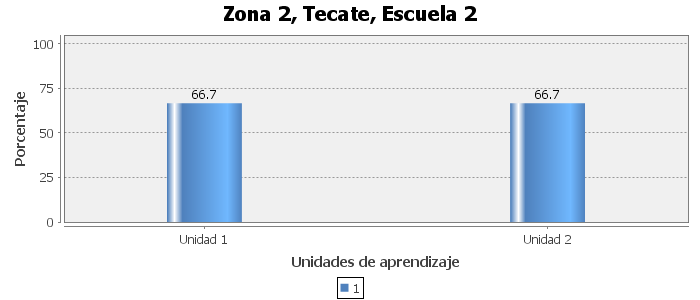 Zona 2, Tecate, Escuela 2
Porcentaje
100
75
50
25
0
66.7
66.7
Unidad 1
Unidad 2
Unidades de aprendizaje
1